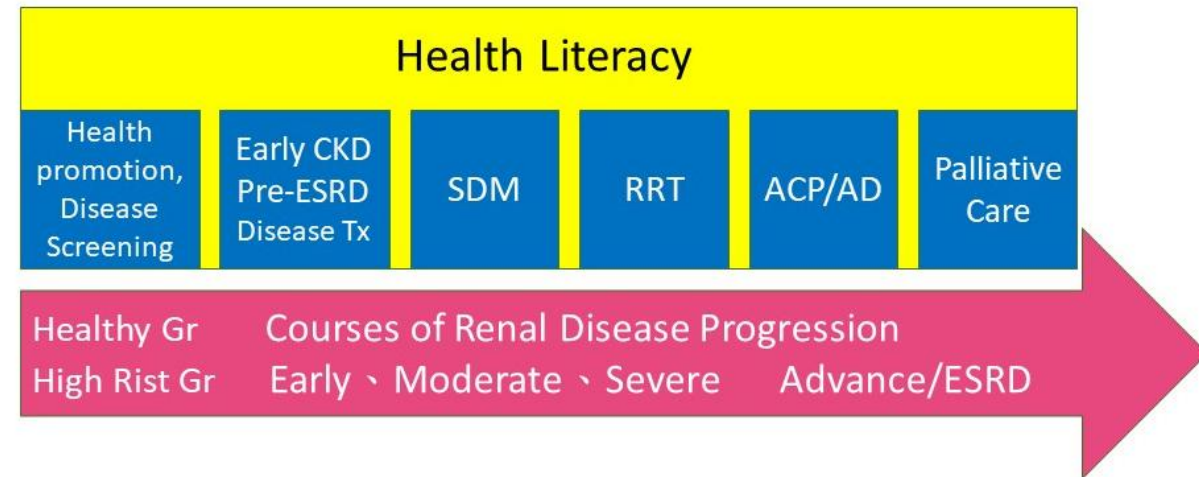 Health Literacy
Health
promotion,
Disease
Screening
Early CKD
Pre-ESRD
Disease Tx
SDM
RRT
ACP/AD
Palliative
Care
Healthy Gr Courses of Renal Disease Progression
High Rist Gr Early、Moderate、Severe Advance/ESRD